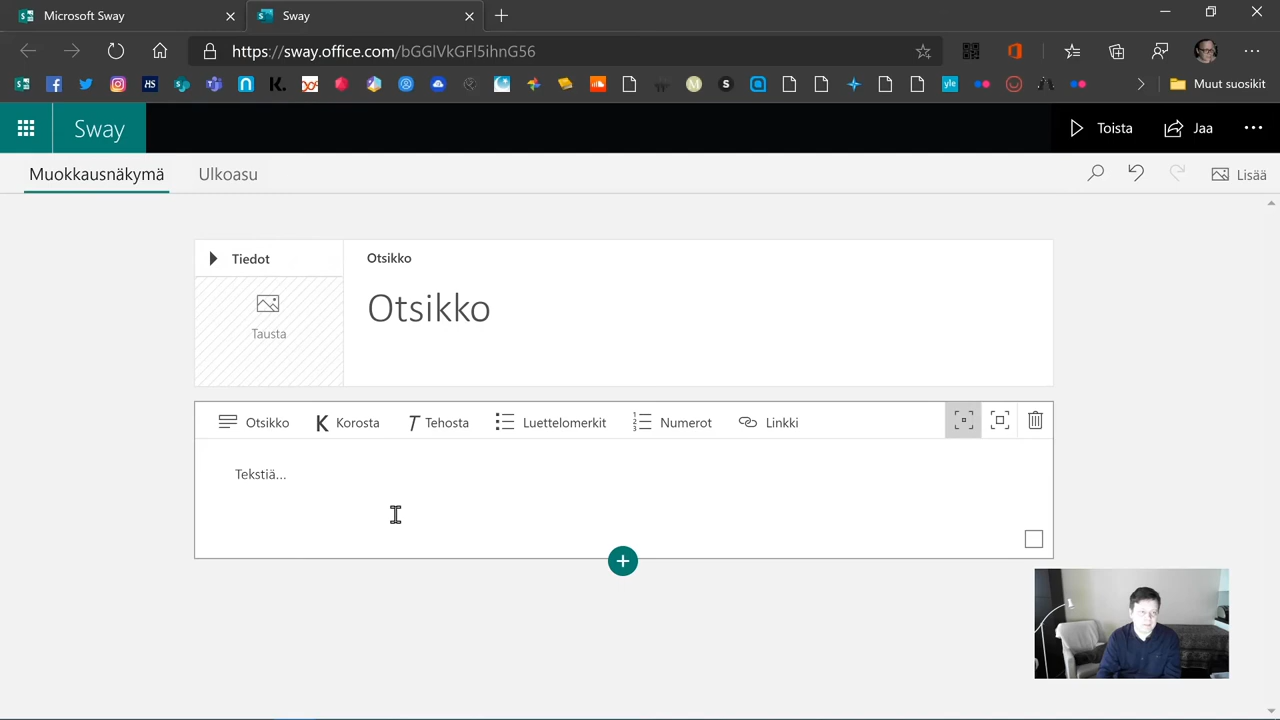 Microsoft Sway
Sway
https://sway.office.com/bGGlVkGFl5ihnG56
Muut suosikit
Sway
Toista
Jaa
Muokkausnäkymä
Ulkoasu
Lisää
Tiedot
Otsikko
Otsikko
Tausta
Otsikko
K Korosta
T Tehosta
Luettelomerkit
Numerot
Linkki
Tekstiä...